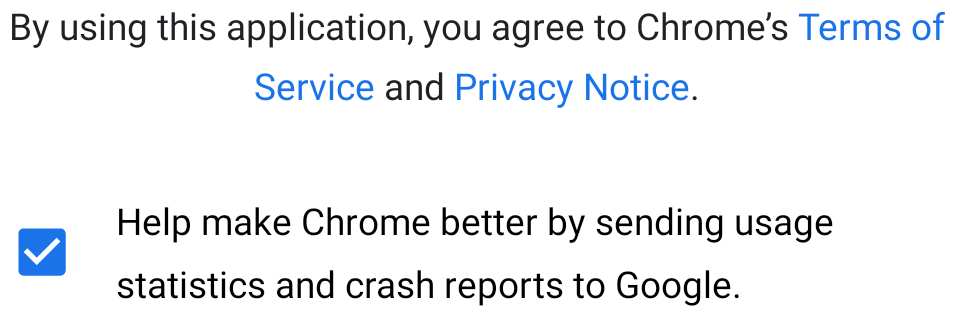 By using this application, you agree to Chrome’s Terms of
Service and Privacy Notice.
Help make Chrome better by sending usage
statistics and crash reports to Google.